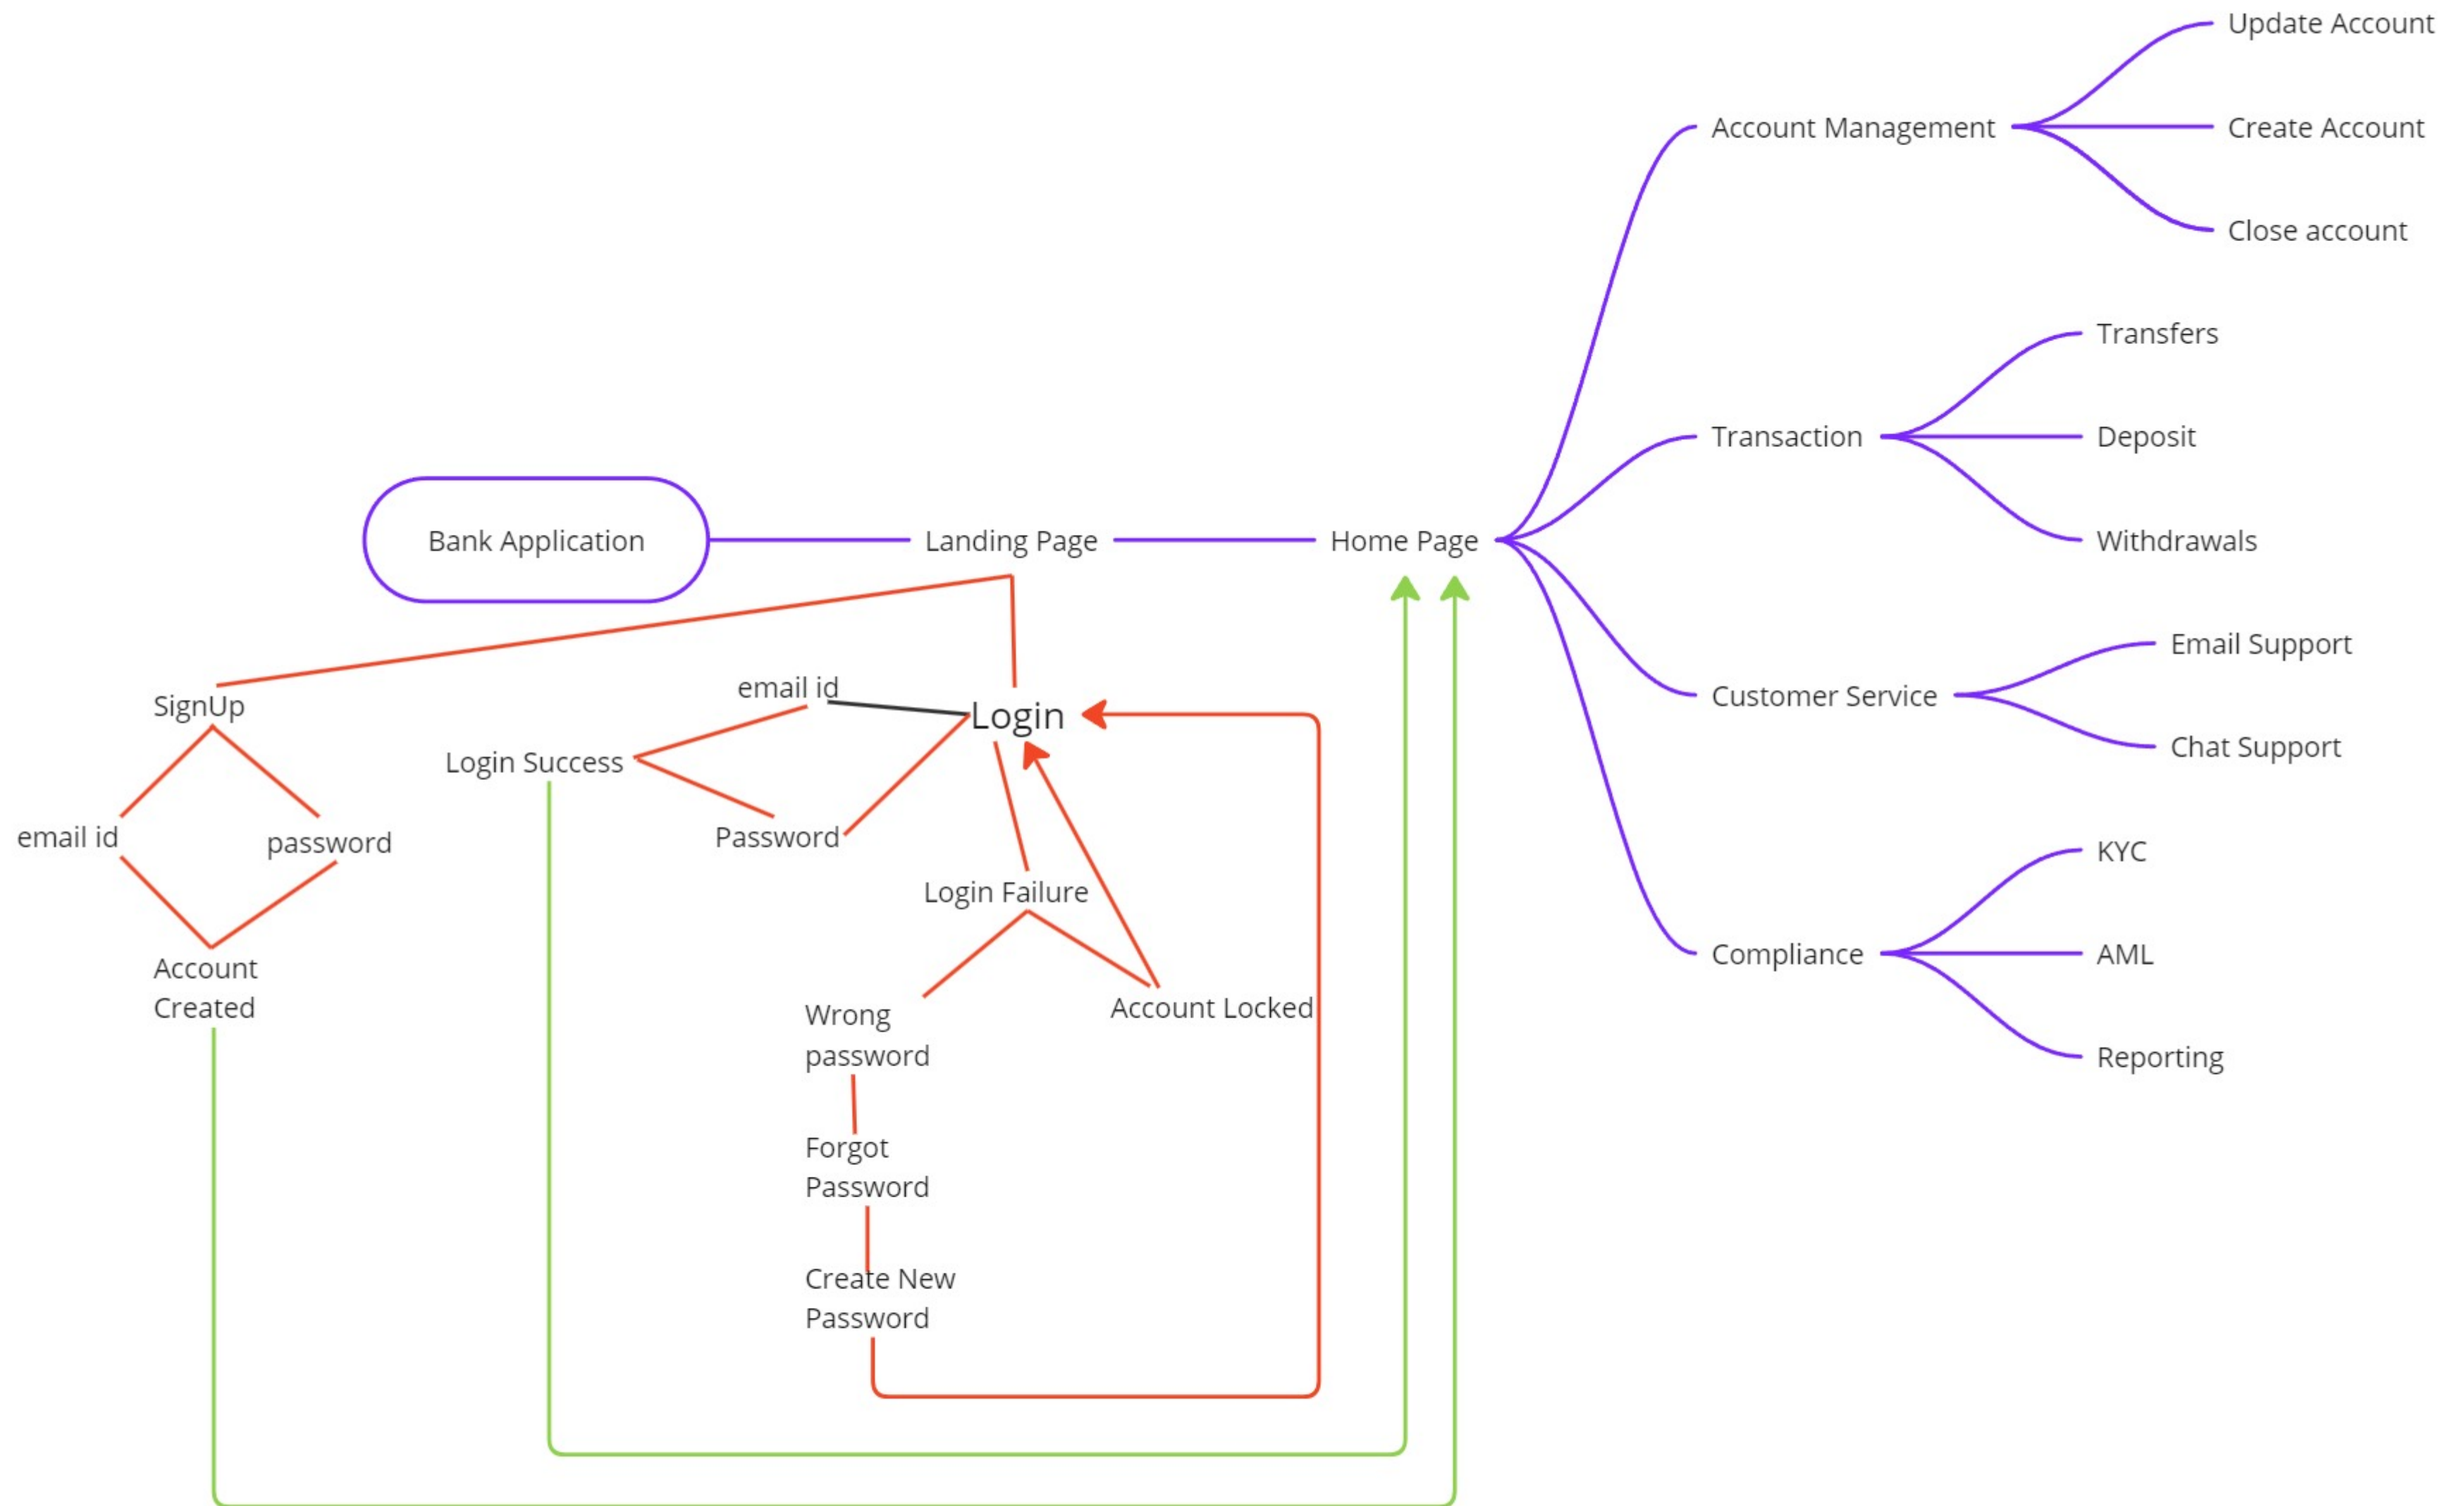 Update Account
Account Management
Create Account
Close account
Transfers
Transaction
Deposit
Withdrawals
Bank Application
Landing Page
Home Page
Email Support
Customer Service
Chat Support
KYC
Compliance
AML
Reporting
SignUp
email id
password
Account
Created
email id
Login
Login Success
Password
Login Failure
Wrong
password
Account Locked
Forgot
Password
Create New
Password